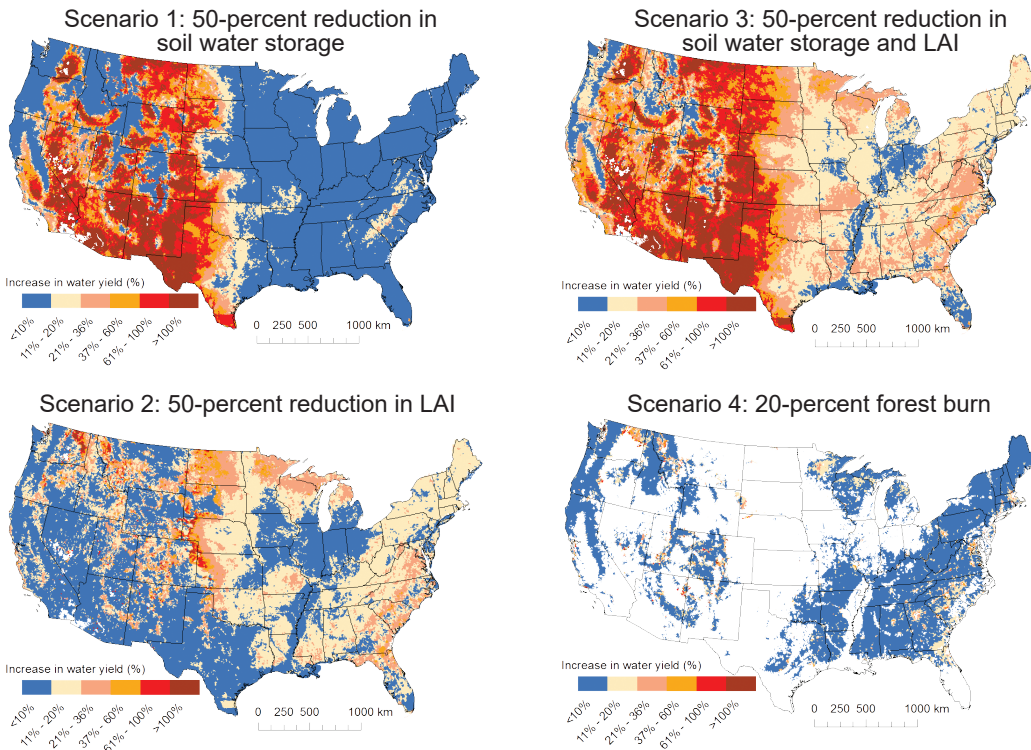 Scenario 1: 50-percent reduction in
soil water storage
Increase in water yield (%)
<10%
11% - 20%
21% - 36%
37% - 60%
61% - 100%
>100%
0 250 500 1000 km
Scenario 3: 50-percent reduction in
soil water storage and LAI
Increase in water yield (%)
<10%
11% - 20%
21% - 36%
37% - 60%
61% - 100%
>100%
0 250 500 1000 km
Scenario 2: 50-percent reduction in LAI
Increase in water yield (%)
<10%
11% - 20%
21% - 36%
37% - 60%
61% - 100%
>100%
0 250 500 1000 km
Scenario 4: 20-percent forest burn
Increase in water yield (%)
<10%
11% - 20%
21% - 36%
37% - 60%
61% - 100%
>100%
0 250 500 1000 km